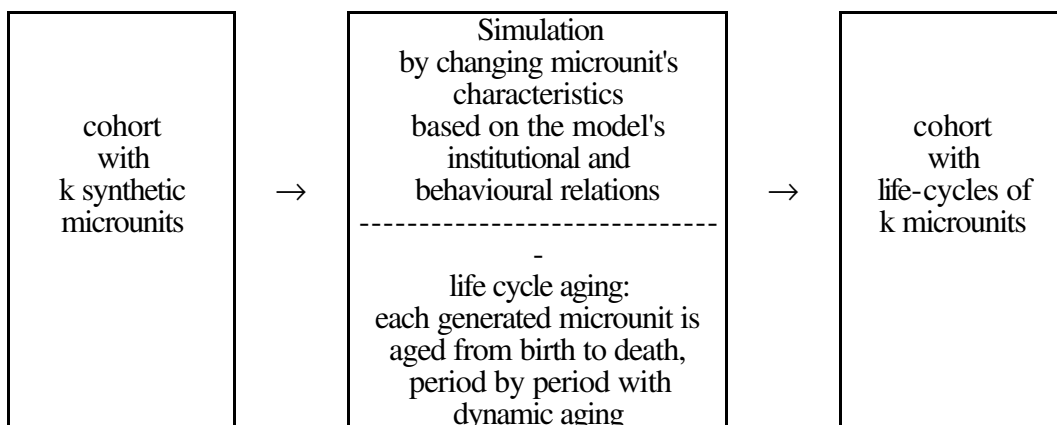 cohort
with
k synthetic
microunits
→
Simulation
by changing microunit's
characteristics
based on the model's
institutional and
behavioural relations
------------------------------
-
life cycle aging:
each generated microunit is
aged from birth to death,
period by period with
dynamic aging
→
cohort
with
life-cycles of
k microunits